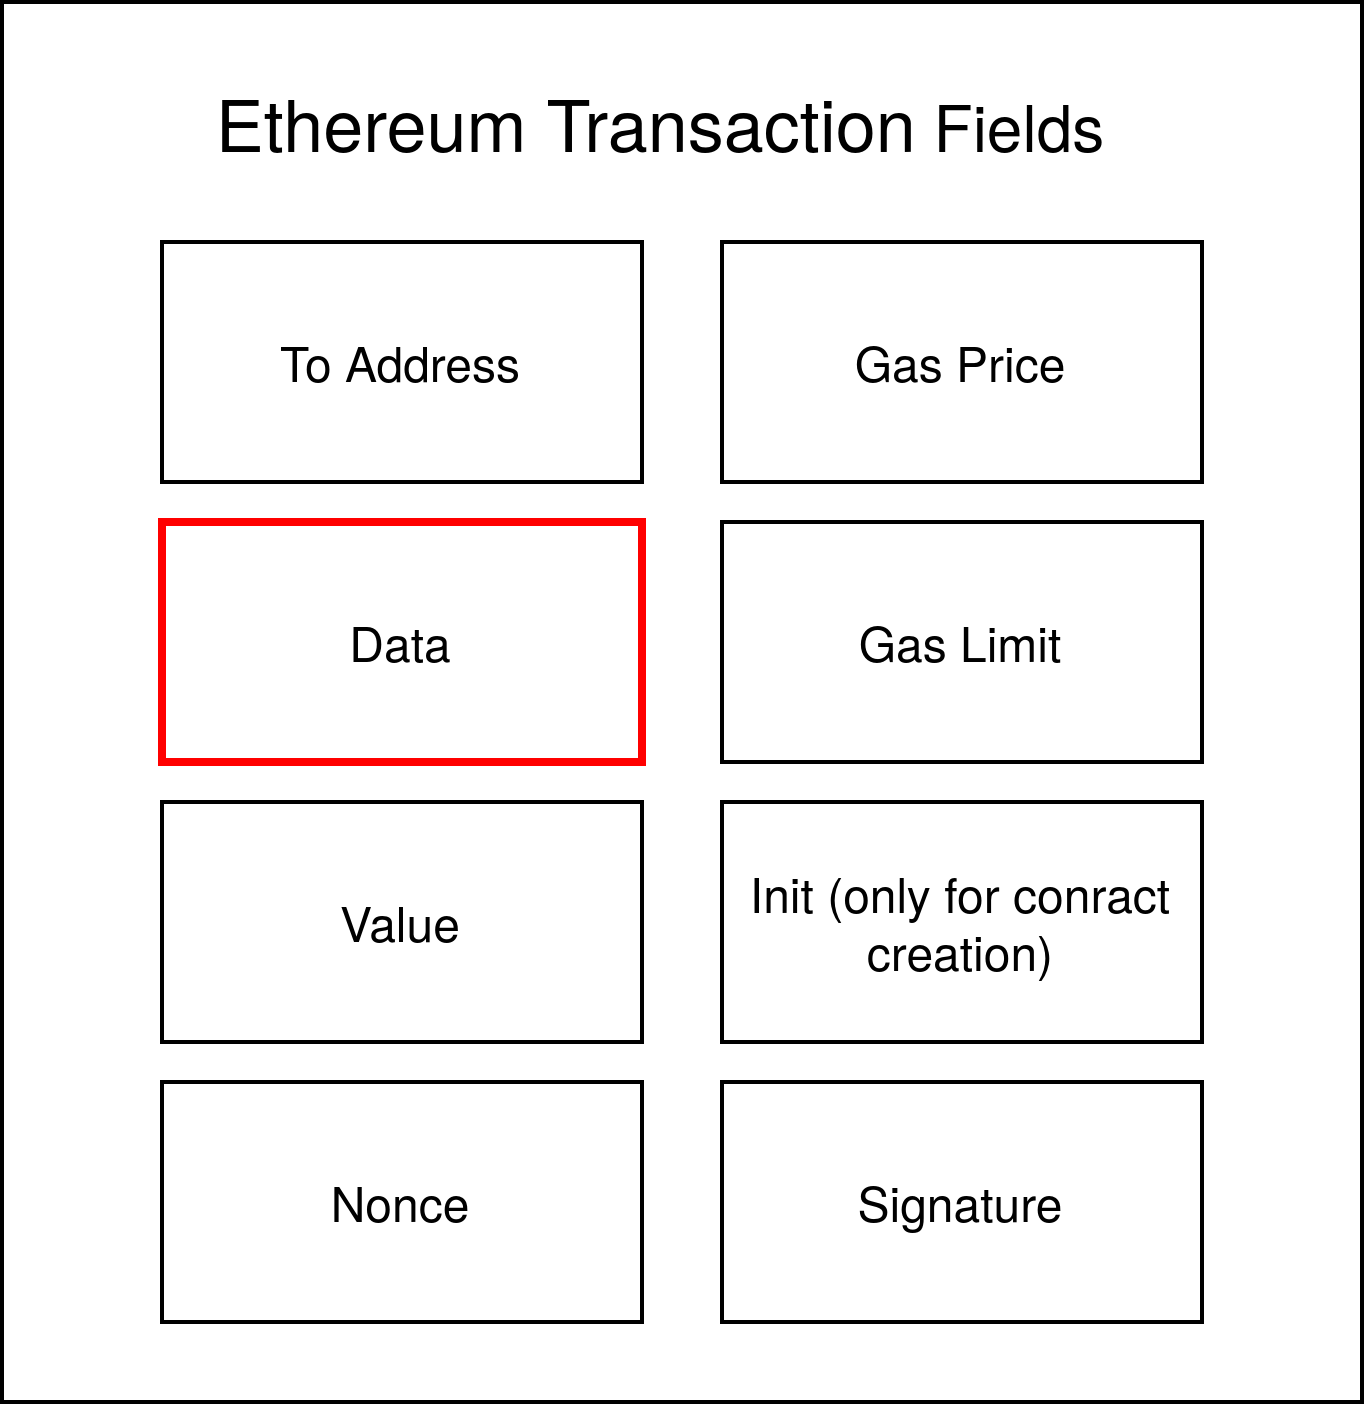 Ethereum Transaction Fields
To Address
Gas Price
Data
Gas Limit
Value
Init (only for conract
creation)
Nonce
Signature